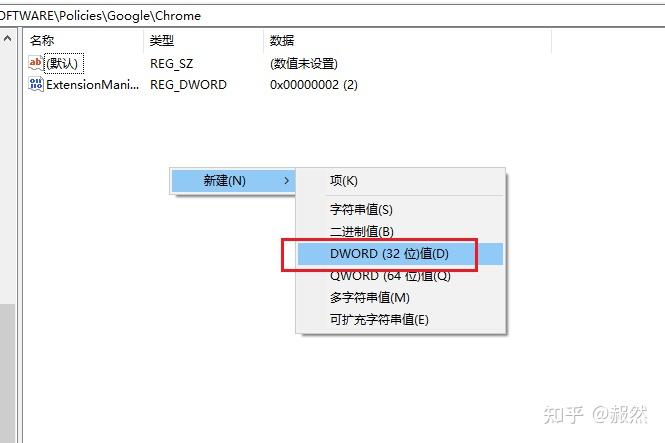 OFTWARE\Policies\Google\Chrome
名称 类型 数据
ab (默认) REG_SZ (数值未设置)
ExtensionMani... REG_DWORD 0x00000002 (2)
新建(N) >
项(K)
字符串值(S)
二进制值(B)
DWORD (32 位)值(D)
QWORD (64 位)值(Q)
多字符串值(M)
可扩充字符串值(E)
知乎 @赧然